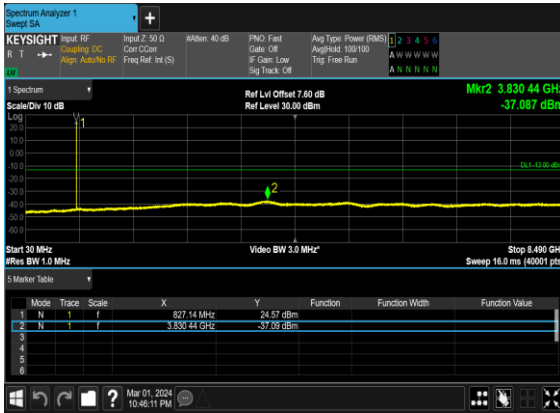 Spectrum Analyzer 1
Swept SA
+
KEYSIGHT Input: RF Input Z: 50 Ω #Atten: 40 dB PNO: Fast Avg Type: Power (RMS) 1 2 3 4 5 6
R T Coupling: DC Corr CCorr Gate: Off Avg|Hold: 100/100 A W W W W W
Align: Auto/No RF Freq Ref: Int (S) IF Gain: Low Trig: Free Run
Sig Track: Off A N N N N N
1 Spectrum Ref Lvl Offset 7.60 dB Mkr2 3.830 44 GHz
Scale/Div 10 dB Ref Level 30.00 dBm -37.087 dBm
Log
1
20.0
10.0
0.00
-10.0 DL1 -13.00 dBm
-20.0
-30.0 2
-40.0
-50.0
-60.0
Start 30 MHz Video BW 3.0 MHz* Stop 8.490 GH
#Res BW 1.0 MHz Sweep 16.0 ms (40001 pts
5 Marker Table
Mode Trace Scale X Y Function Function Width Function Value
1 N 1 f 827.14 MHz 24.57 dBm
2 N 1 f 3.830 44 GHz -37.09 dBm
3
4
5
6
? Mar 01, 2024
10:46:11 PM